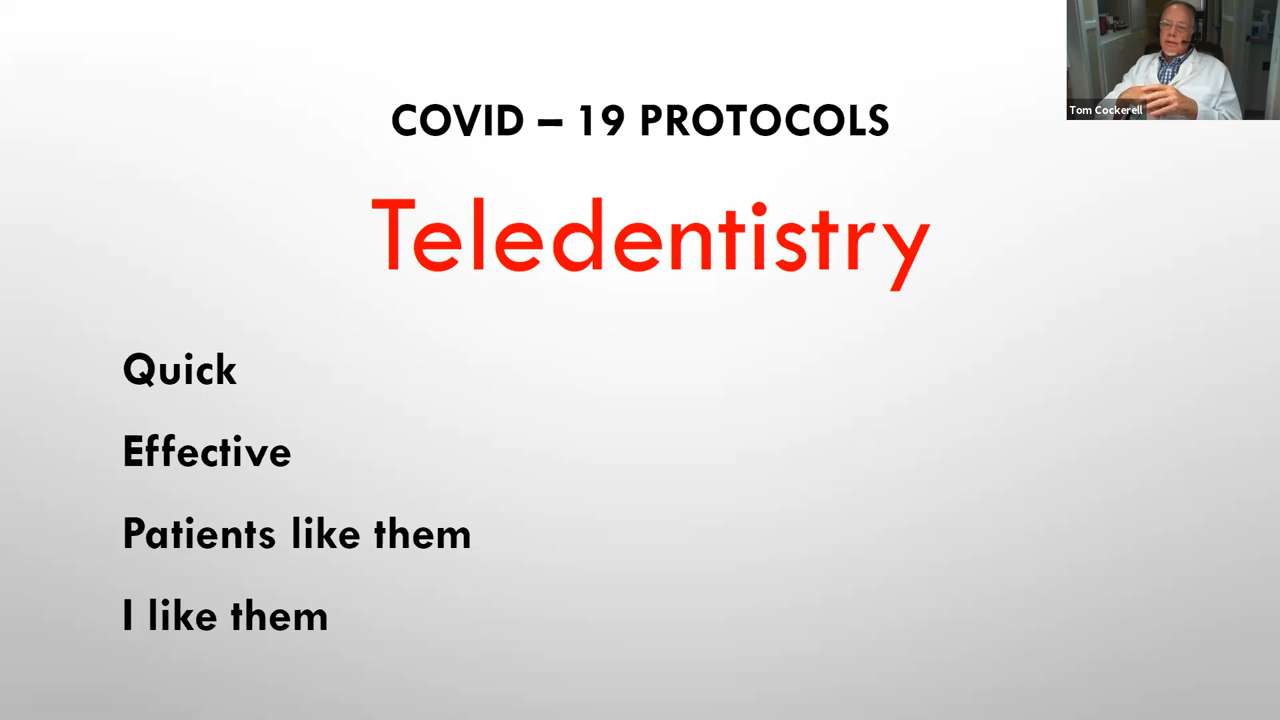 COVID – 19 PROTOCOLS
Teledentistry
Quick
Effective
Patients like them
I like them
Tom Cockerell